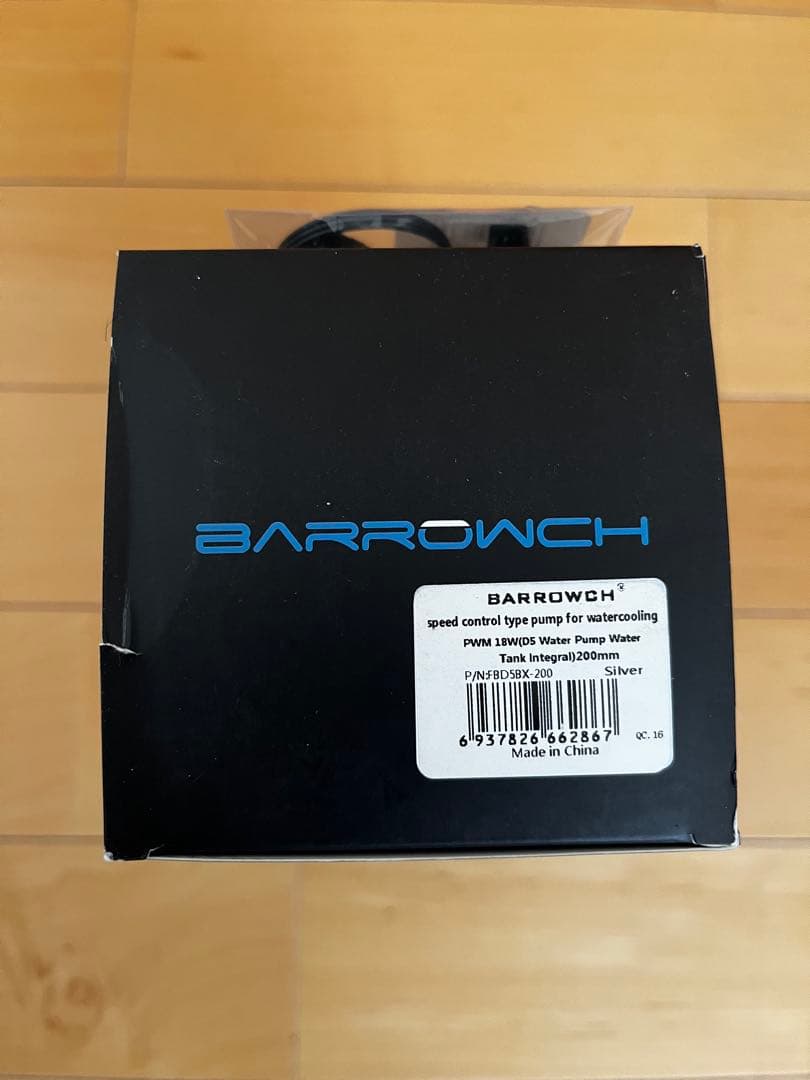 BARROWCH
BARROWCH®
speed control type pump for watercooling
PWM 18W(D5 Water Pump Water
Tank Integral)200mm
P/N:FBD5BX-200 Silver
6 937826 662867 QC. 16
Made in China